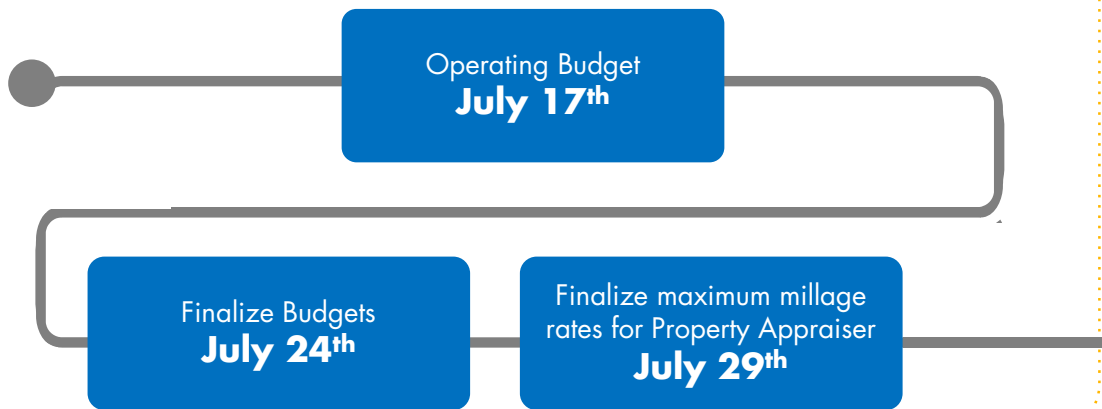 Operating Budget
July 17th
Finalize Budgets
July 24th
Finalize maximum millage
rates for Property Appraiser
July 29th